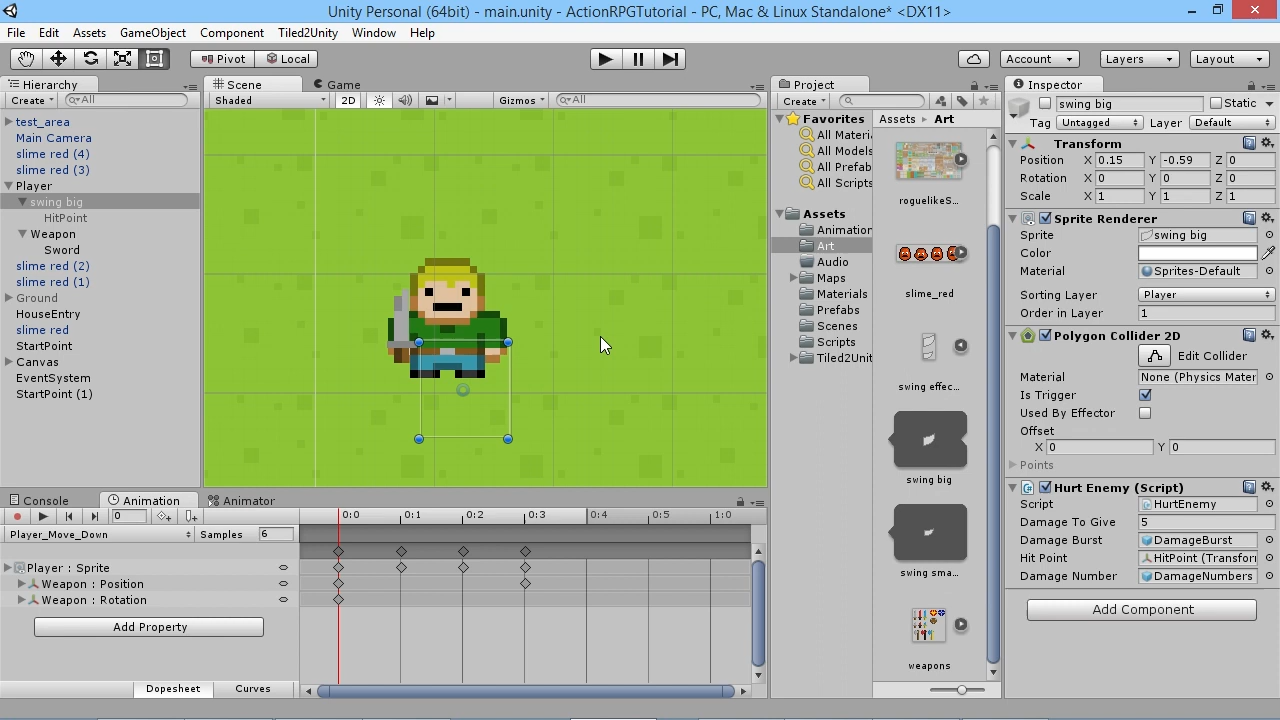 Unity Personal (64bit) - main.unity - ActionRPGTutorial - PC, Mac & Linux Standalone* <DX11>
File Edit Assets GameObject Component Tiled2Unity Window Help
Pivot Local Account Layers Layout
Hierarchy
Create All
test_area
Main Camera
slime red (4)
slime red (3)
Player
swing big
HitPoint
Weapon
Sword
slime red (2)
slime red (1)
Ground
HouseEntry
slime red
StartPoint
Canvas
EventSystem
StartPoint (1)
Scene Game
Shaded 2D Gizmos All
Console Animation Animator
0 0:0 0:1 0:2 0:3 0:4 0:5 1:0
Player_Move_Down Samples 6
Player : Sprite
Weapon : Position
Weapon : Rotation
Add Property
Dopesheet Curves
Project
Create
Favorites
All Materi
All Models
All Prefab
All Scripts
Assets
Animation
Art
Audio
Maps
Materials
Prefabs
Scenes
Scripts
Tiled2Unit
Assets Art
roguelikeS...
slime_red
swing effec...
swing big
swing sma...
weapons
Inspector
swing big Static
Tag Untagged Layer Default
Transform
Position X 0.15 Y -0.59 Z 0
Rotation X 0 Y 0 Z 0
Scale X 1 Y 1 Z 1
Sprite Renderer
Sprite swing big
Color
Material Sprites-Default
Sorting Layer Player
Order in Layer 1
Polygon Collider 2D
Edit Collider
Material None (Physics Mater
Is Trigger
Used By Effector
Offset
X 0 Y 0
Points
Hurt Enemy (Script)
Script HurtEnemy
Damage To Give 5
Damage Burst DamageBurst
Hit Point HitPoint (Transfor
Damage Number DamageNumbers
Add Component